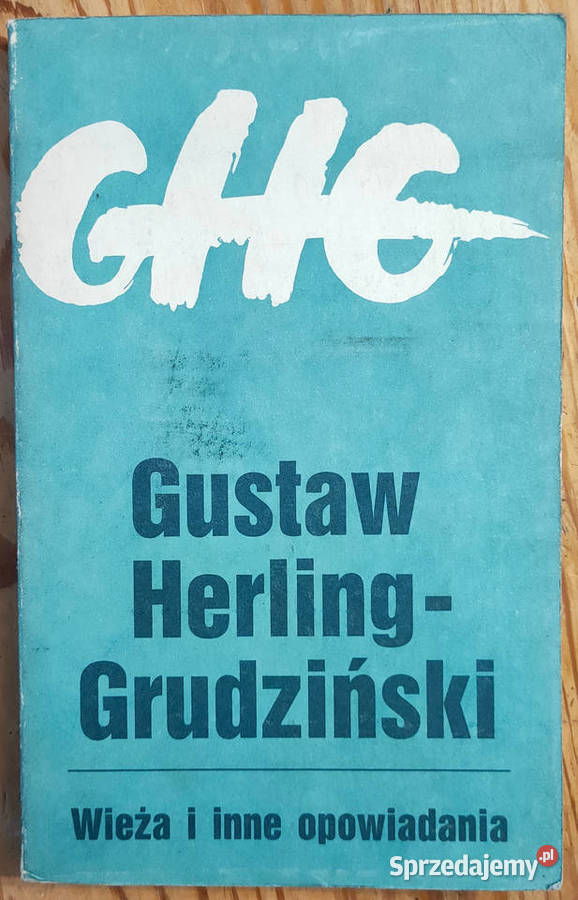 GHG
Gustaw
Herling-
Grudziński
Wieża i inne opowiadania
Sprzedajemy.pl